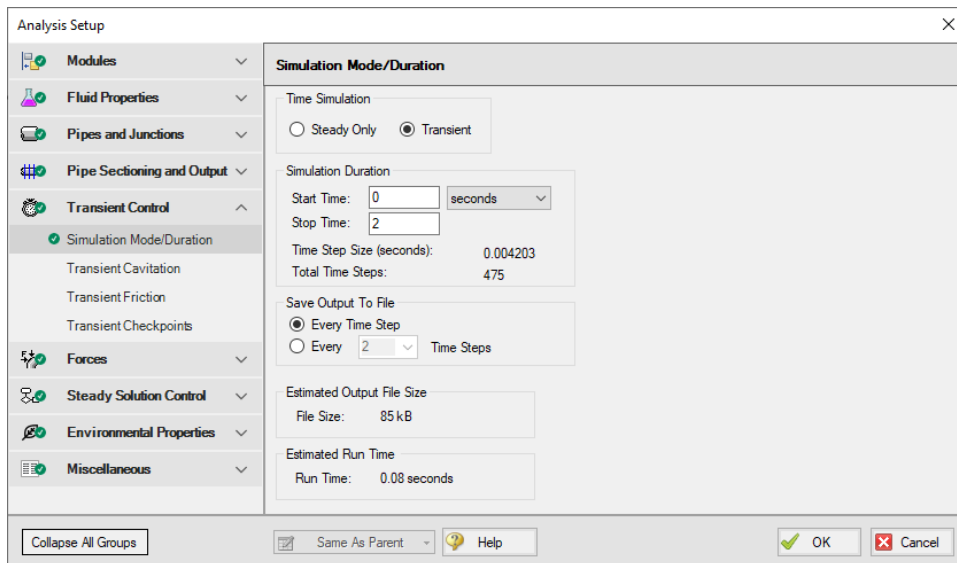 Analysis Setup
Modules
Fluid Properties
Pipes and Junctions
Pipe Sectioning and Output
Transient Control
Simulation Mode/Duration
Transient Cavitation
Transient Friction
Transient Checkpoints
Forces
Steady Solution Control
Environmental Properties
Miscellaneous
Simulation Mode/Duration
Time Simulation
Steady Only Transient
Simulation Duration
Start Time: 0 seconds
Stop Time: 2
Time Step Size (seconds): 0.004203
Total Time Steps: 475
Save Output To File
Every Time Step
Every 2 Time Steps
Estimated Output File Size
File Size: 85 kB
Estimated Run Time
Run Time: 0.08 seconds
Collapse All Groups
Same As Parent
Help
OK
Cancel